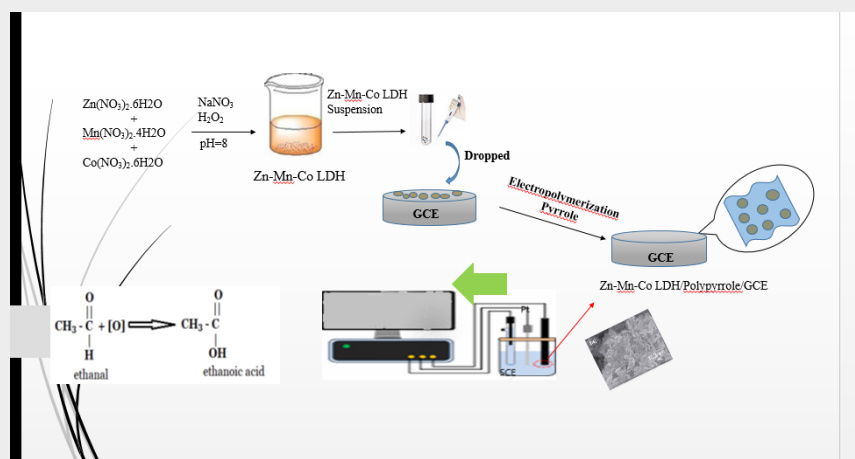 Zn(NO₃)₂.6H2O
+
Mn(NO₃)₂.4H2O
+
Co(NO₃)₂.6H2O
NaNO₃
H₂O₂
pH=8
Zn-Mn-Co LDH
Zn-Mn-Co LDH
Suspension
Dropped
GCE
Electropolymerization
Pyrrole
GCE
Zn-Mn-Co LDH/Polypyrrole/GCE
O
CH₃ - C + [O]
H
ethanal
O
CH₃ - C
OH
ethanoic acid
Pt
SCE